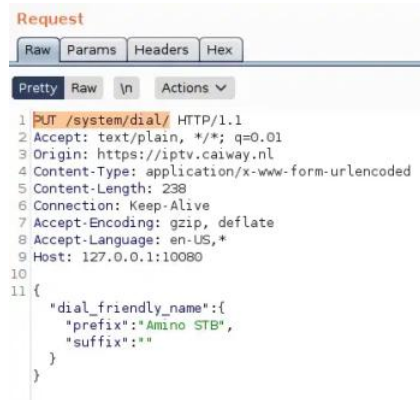 Request
Raw Params Headers Hex
Pretty Raw \n Actions
1 PUT /system/dial/ HTTP/1.1
2 Accept: text/plain, */*; q=0.01
3 Origin: https://iptv.caiway.nl
4 Content-Type: application/x-www-form-urlencoded
5 Content-Length: 238
6 Connection: Keep-Alive
7 Accept-Encoding: gzip, deflate
8 Accept-Language: en-US,*
9 Host: 127.0.0.1:10080
10
11 {
"dial_friendly_name":{
"prefix":"Amino STB",
"suffix":""
}
}